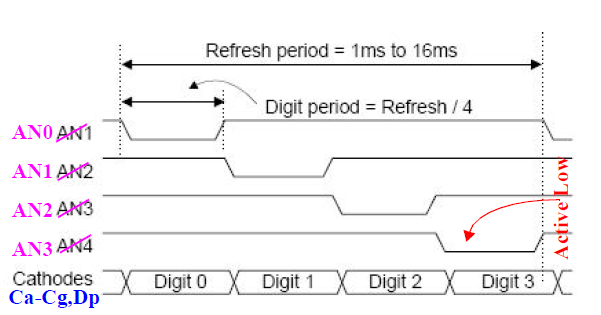 Refresh period = 1ms to 16ms
Digit period = Refresh / 4
AN0 AN1
AN1 AN2
AN2 AN3
AN3 AN4
Active Low
Cathodes Digit 0 Digit 1 Digit 2 Digit 3
Ca-Cg,Dp